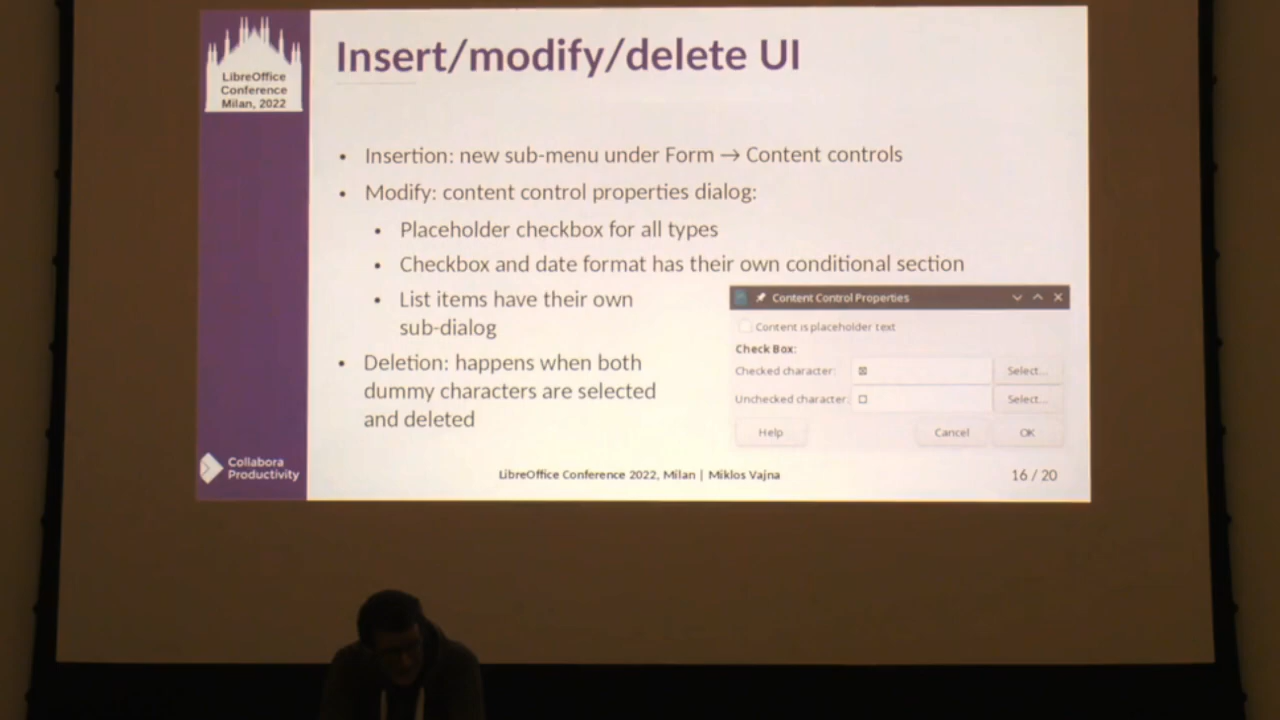 LibreOffice
Conference
Milan, 2022
Insert/modify/delete UI
• Insertion: new sub-menu under Form → Content controls
• Modify: content control properties dialog:
• Placeholder checkbox for all types
• Checkbox and date format has their own conditional section
• List items have their own
sub-dialog
• Deletion: happens when both
dummy characters are selected
and deleted
Content Control Properties
Content is placeholder text
Check Box:
Checked character: ☒ Select...
Unchecked character: ☐ Select...
Help Cancel OK
Collabora
Productivity
LibreOffice Conference 2022, Milan | Miklos Vajna
16 / 20